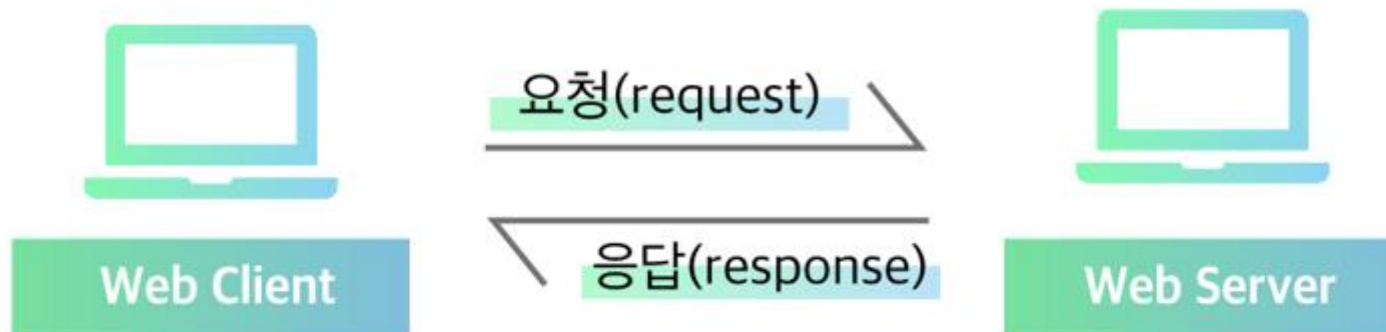 요청(request)
응답(response)
Web Client
Web Server